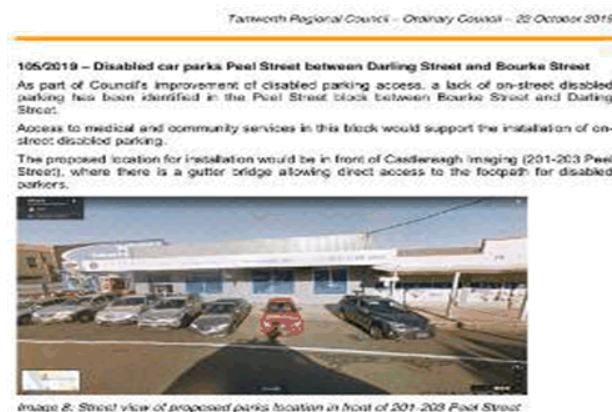 Tamworth Regional Council – Ordinary Council – 22 October 2019
105/2019 – Disabled car parks Peel Street between Darling Street and Bourke Street
As part of Council's improvement of disabled parking access, a lack of on-street disabled
parking has been identified in the Peel Street block between Bourke Street and Darling
Street.
Access to medical and community services in this block would support the installation of on-
street disabled parking.
The proposed location for installation would be in front of Castlereagh Imaging (201-203 Peel
Street), where there is a gutter bridge allowing direct access to the footpath for disabled
parkers.
Image 8: Street view of proposed parks location in front of 201-203 Peel Street